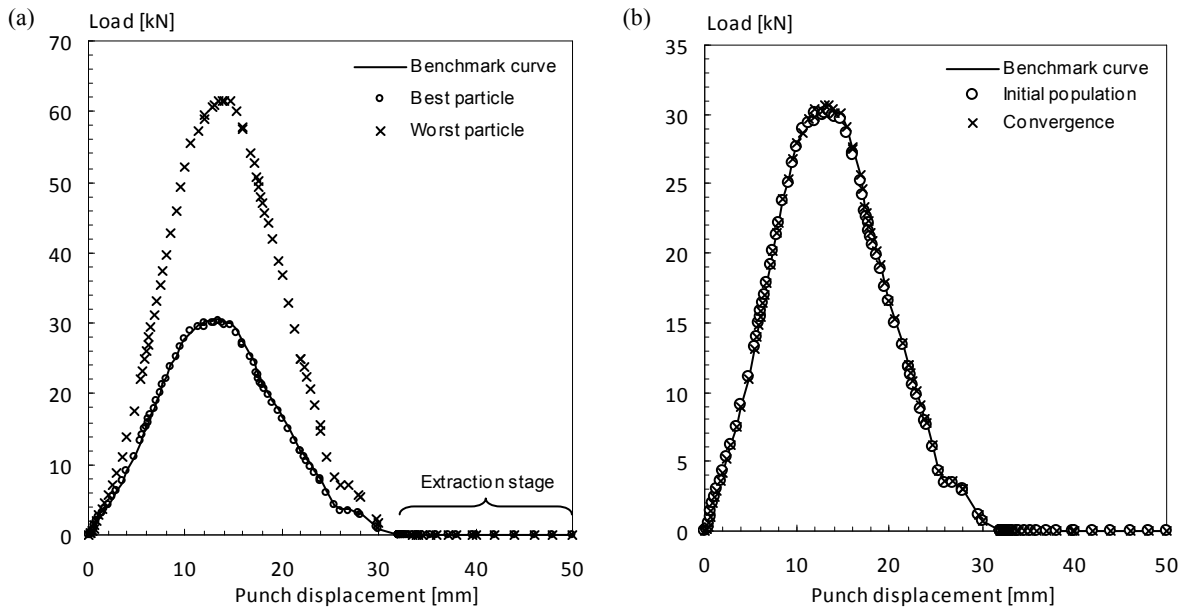 (a)
Load [kN]
70
60
50
40
30
20
10
0
Benchmark curve
Best particle
Worst particle
Extraction stage
0 10 20 30 40 50
Punch displacement [mm]
(b)
Load [kN]
35
30
25
20
15
10
5
0
Benchmark curve
Initial population
Convergence
0 10 20 30 40 50
Punch displacement [mm]